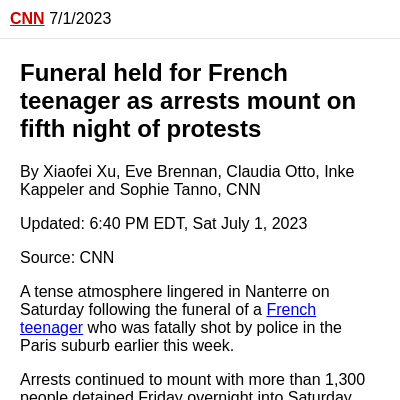 CNN 7/1/2023
Funeral held for French
teenager as arrests mount on
fifth night of protests
By Xiaofei Xu, Eve Brennan, Claudia Otto, Inke
Kappeler and Sophie Tanno, CNN
Updated: 6:40 PM EDT, Sat July 1, 2023
Source: CNN
A tense atmosphere lingered in Nanterre on
Saturday following the funeral of a French
teenager who was fatally shot by police in the
Paris suburb earlier this week.
Arrests continued to mount with more than 1,300
people detained Friday overnight into Saturday